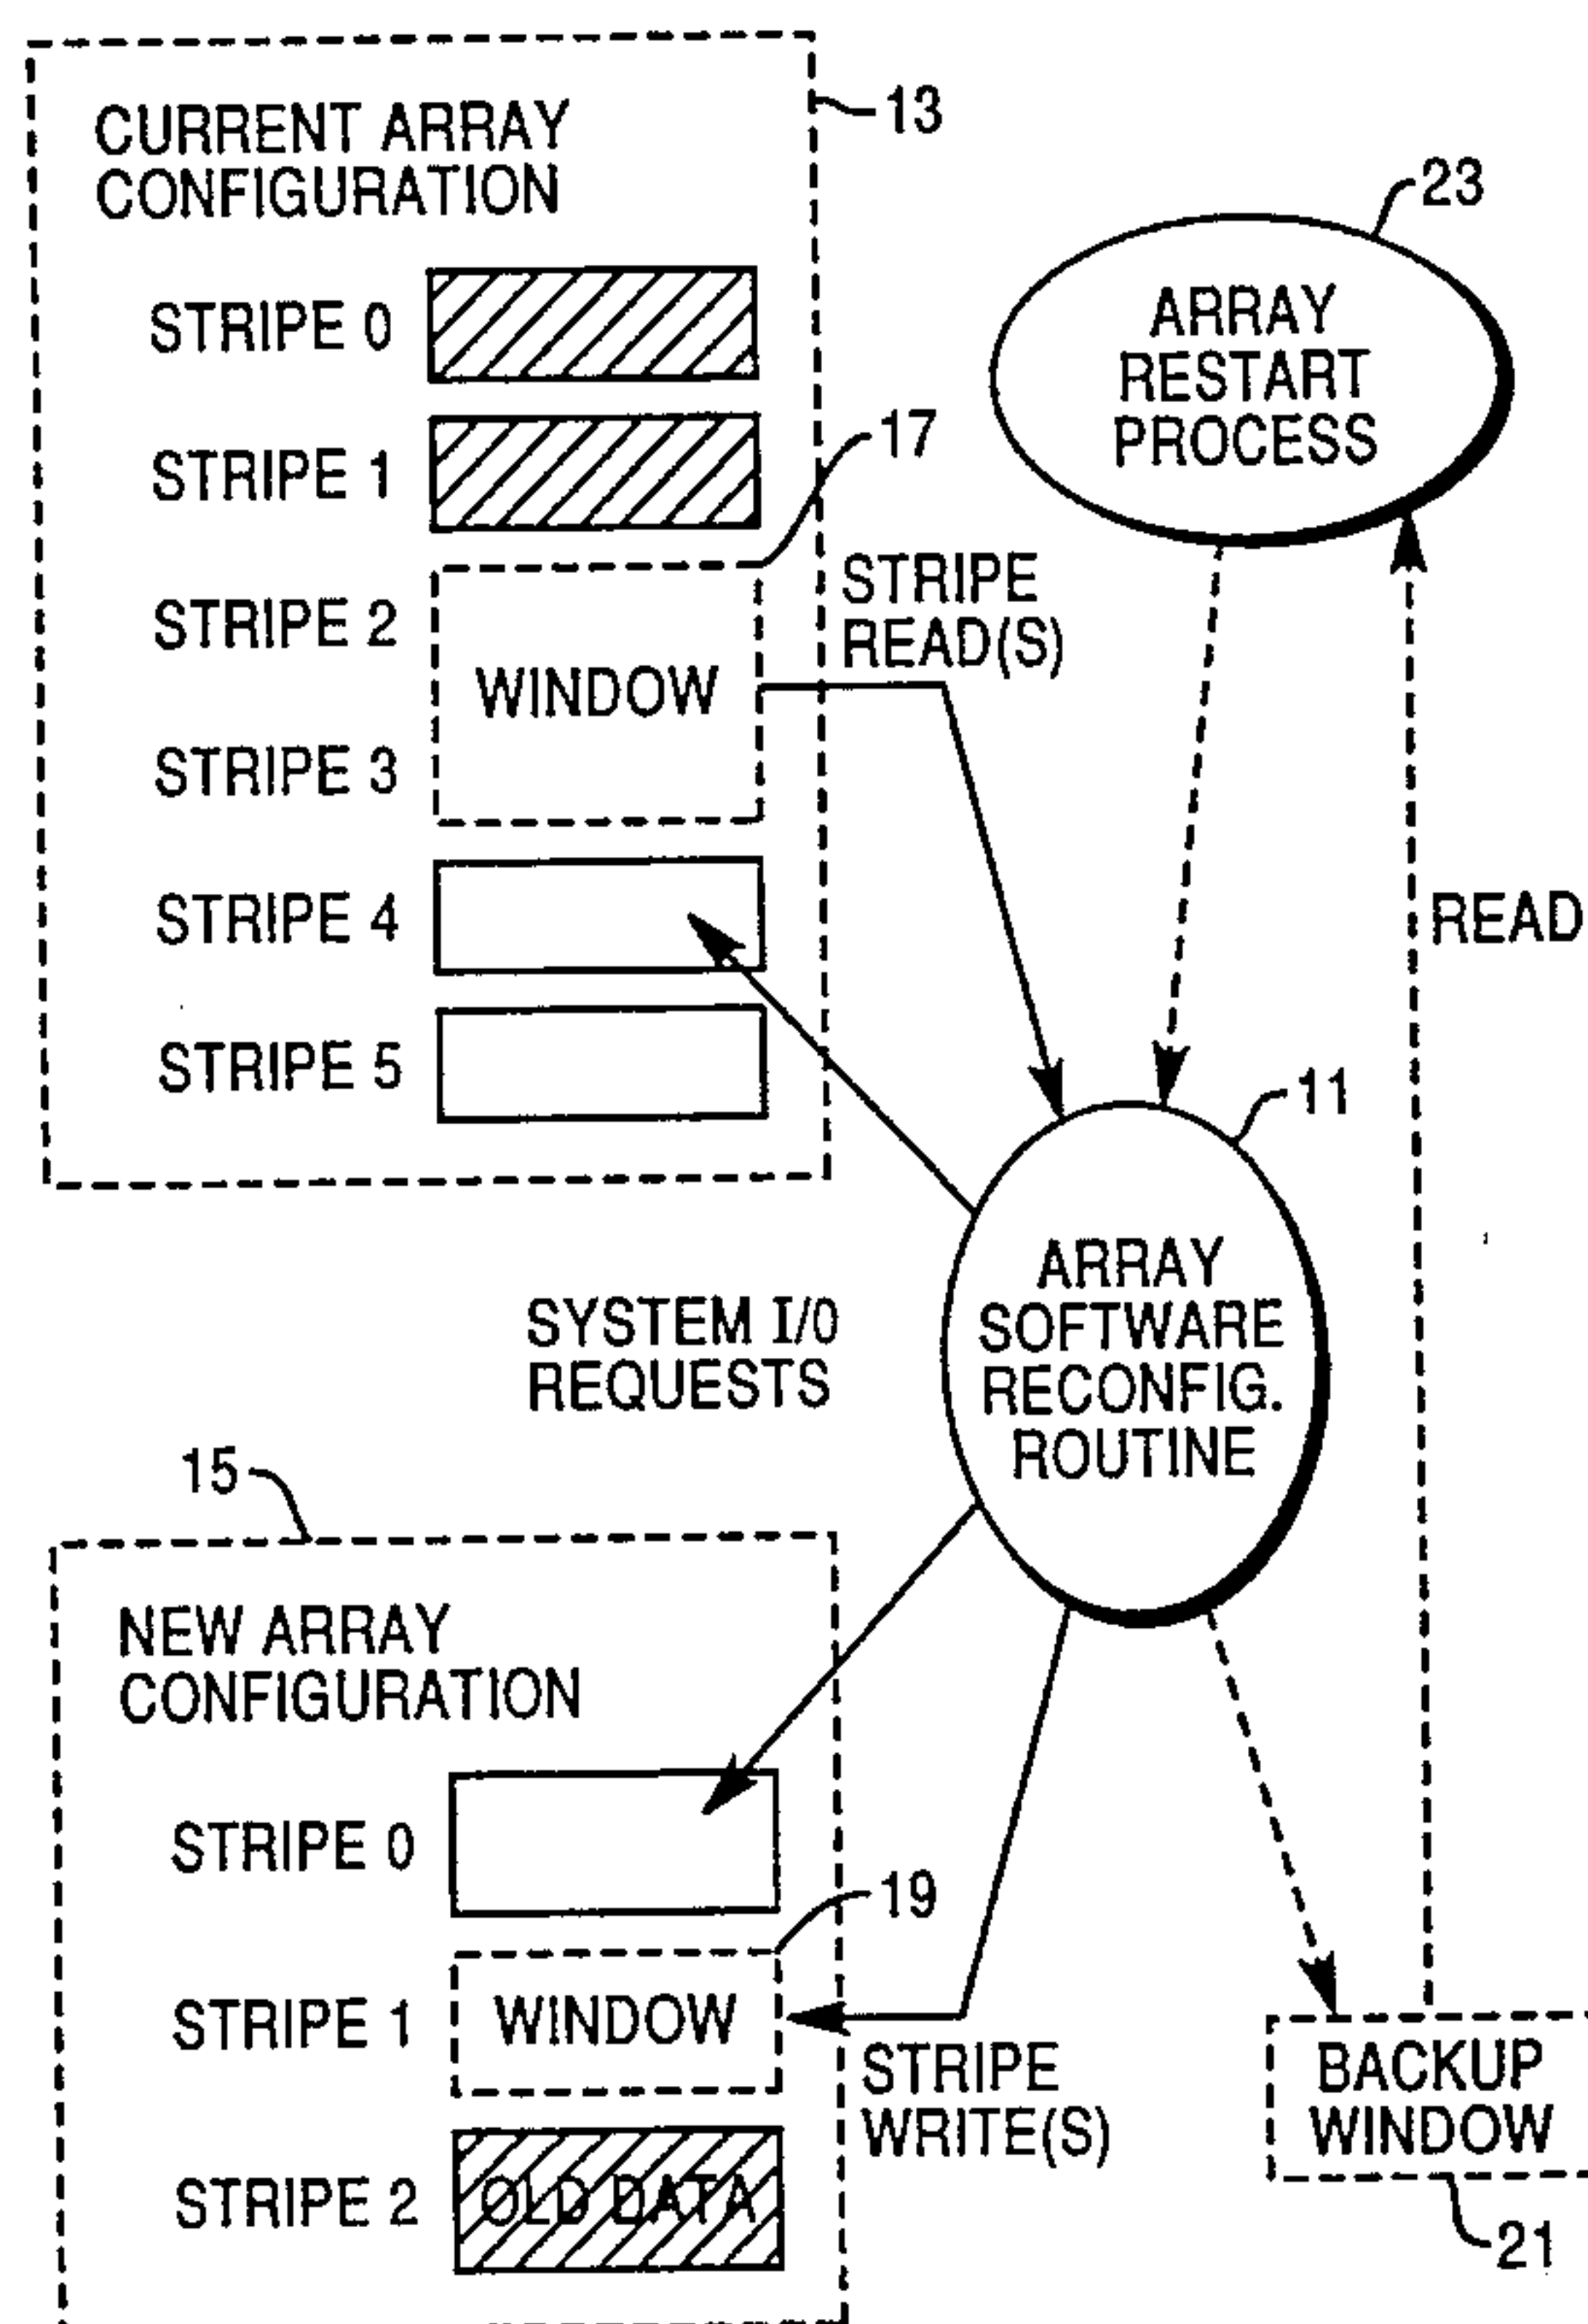 CURRENT ARRAY
CONFIGURATION
13
STRIPE 0
STRIPE 1
17
STRIPE 2
WINDOW
STRIPE 3
STRIPE 4
STRIPE 5
STRIPE
READ(S)
23
ARRAY
RESTART
PROCESS
READ
11
ARRAY
SOFTWARE
RECONFIG.
ROUTINE
SYSTEM I/O
REQUESTS
15
NEW ARRAY
CONFIGURATION
STRIPE 0
19
STRIPE 1
WINDOW
STRIPE
WRITE(S)
STRIPE 2
OLD DATA
BACKUP
WINDOW
21